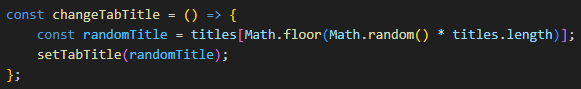 const changeTabTitle = () => {
    const randomTitle = titles[Math.floor(Math.random() * titles.length)];
    setTabTitle(randomTitle);
};